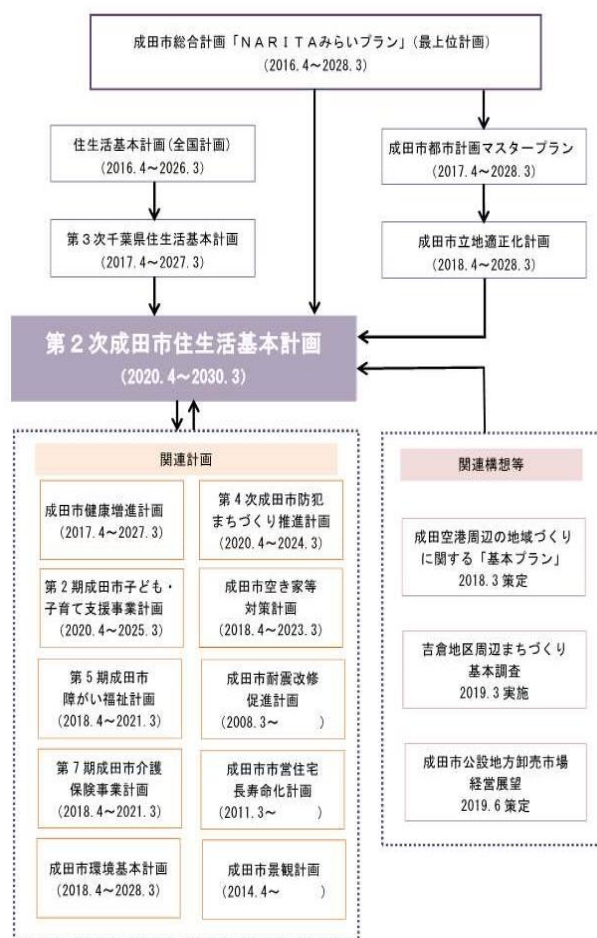 成田市総合計画「ＮＡＲＩＴＡみらいプラン」(最上位計画)
(2016.4～2028.3)
住生活基本計画(全国計画)
(2016.4～2026.3)
成田市都市計画マスタープラン
(2017.4～2028.3)
第３次千葉県住生活基本計画
(2017.4～2027.3)
成田市立地適正化計画
(2018.4～2028.3)
第２次成田市住生活基本計画
(2020.4～2030.3)
関連計画
成田市健康増進計画
(2017.4～2027.3)
第４次成田市防犯
まちづくり推進計画
(2020.4～2024.3)
第２期成田市子ども・
子育て支援事業計画
(2020.4～2025.3)
成田市空き家等
対策計画
(2018.4～2023.3)
第５期成田市
障がい福祉計画
(2018.4～2021.3)
成田市耐震改修
促進計画
(2008.3～　　　)
第７期成田市介護
保険事業計画
(2018.4～2021.3)
成田市市営住宅
長寿命化計画
(2011.3～　　　)
成田市環境基本計画
(2018.4～2028.3)
成田市景観計画
(2014.4～　　　)
関連構想等
成田空港周辺の地域づくり
に関する「基本プラン」
2018.3 策定
吉倉地区周辺まちづくり
基本調査
2019.3 実施
成田市公設地方卸売市場
経営展望
2019.6 策定